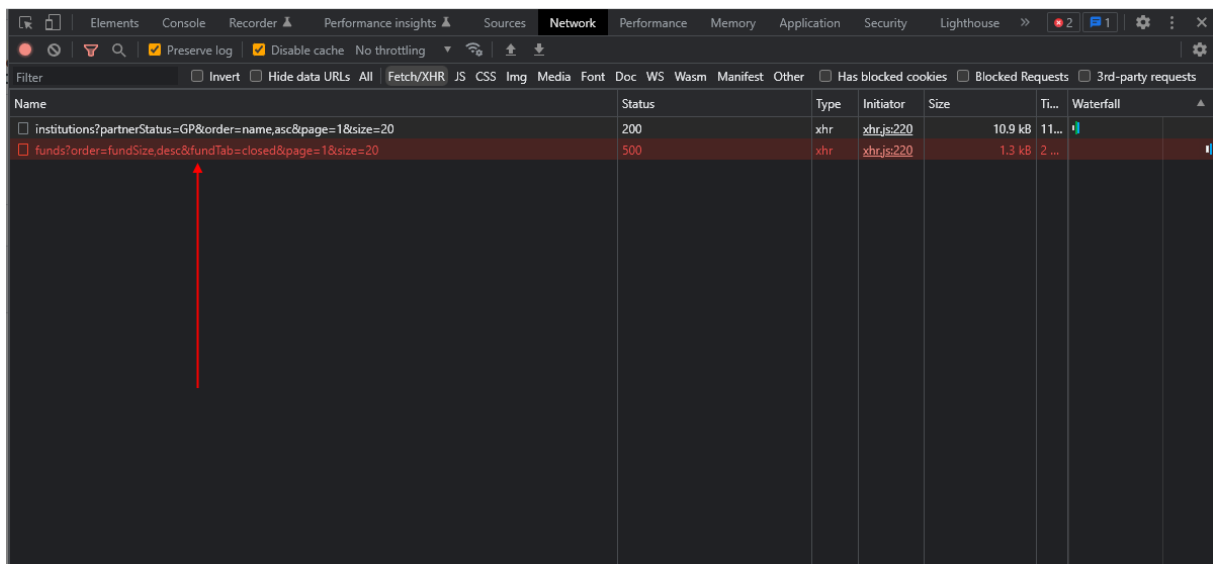 Elements Console Recorder Performance insights Sources Network Performance Memory Application Security Lighthouse » 2 1
Preserve log Disable cache No throttling
Filter Invert Hide data URLs All Fetch/XHR JS CSS Img Media Font Doc WS Wasm Manifest Other Has blocked cookies Blocked Requests 3rd-party requests
Name Status Type Initiator Size Ti... Waterfall
institutions?partnerStatus=GP&order=name,asc&page=1&size=20 200 xhr xhr.js:220 10.9 kB 11...
funds?order=fundSize,desc&fundTab=closed&page=1&size=20 500 xhr xhr.js:220 1.3 kB 2 ...